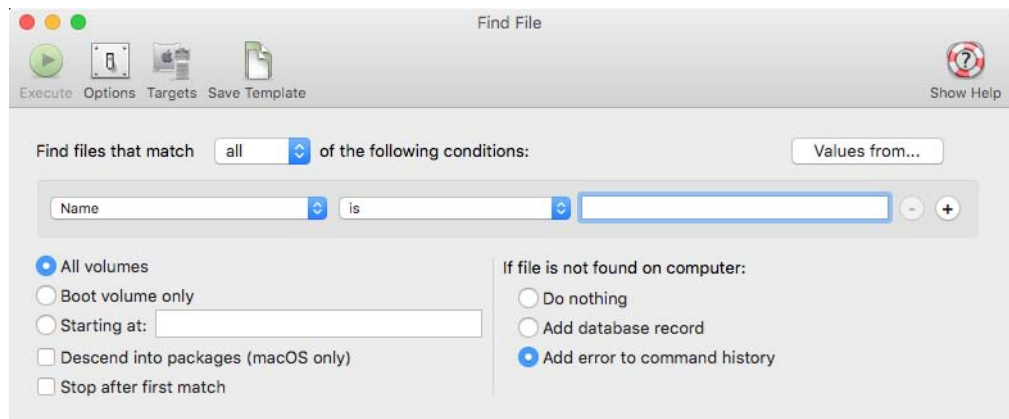 Find File
Execute Options Targets Save Template Show Help
Find files that match all of the following conditions: Values from...
Name is - +
All volumes
Boot volume only
Starting at:
Descend into packages (macOS only)
Stop after first match
If file is not found on computer:
Do nothing
Add database record
Add error to command history